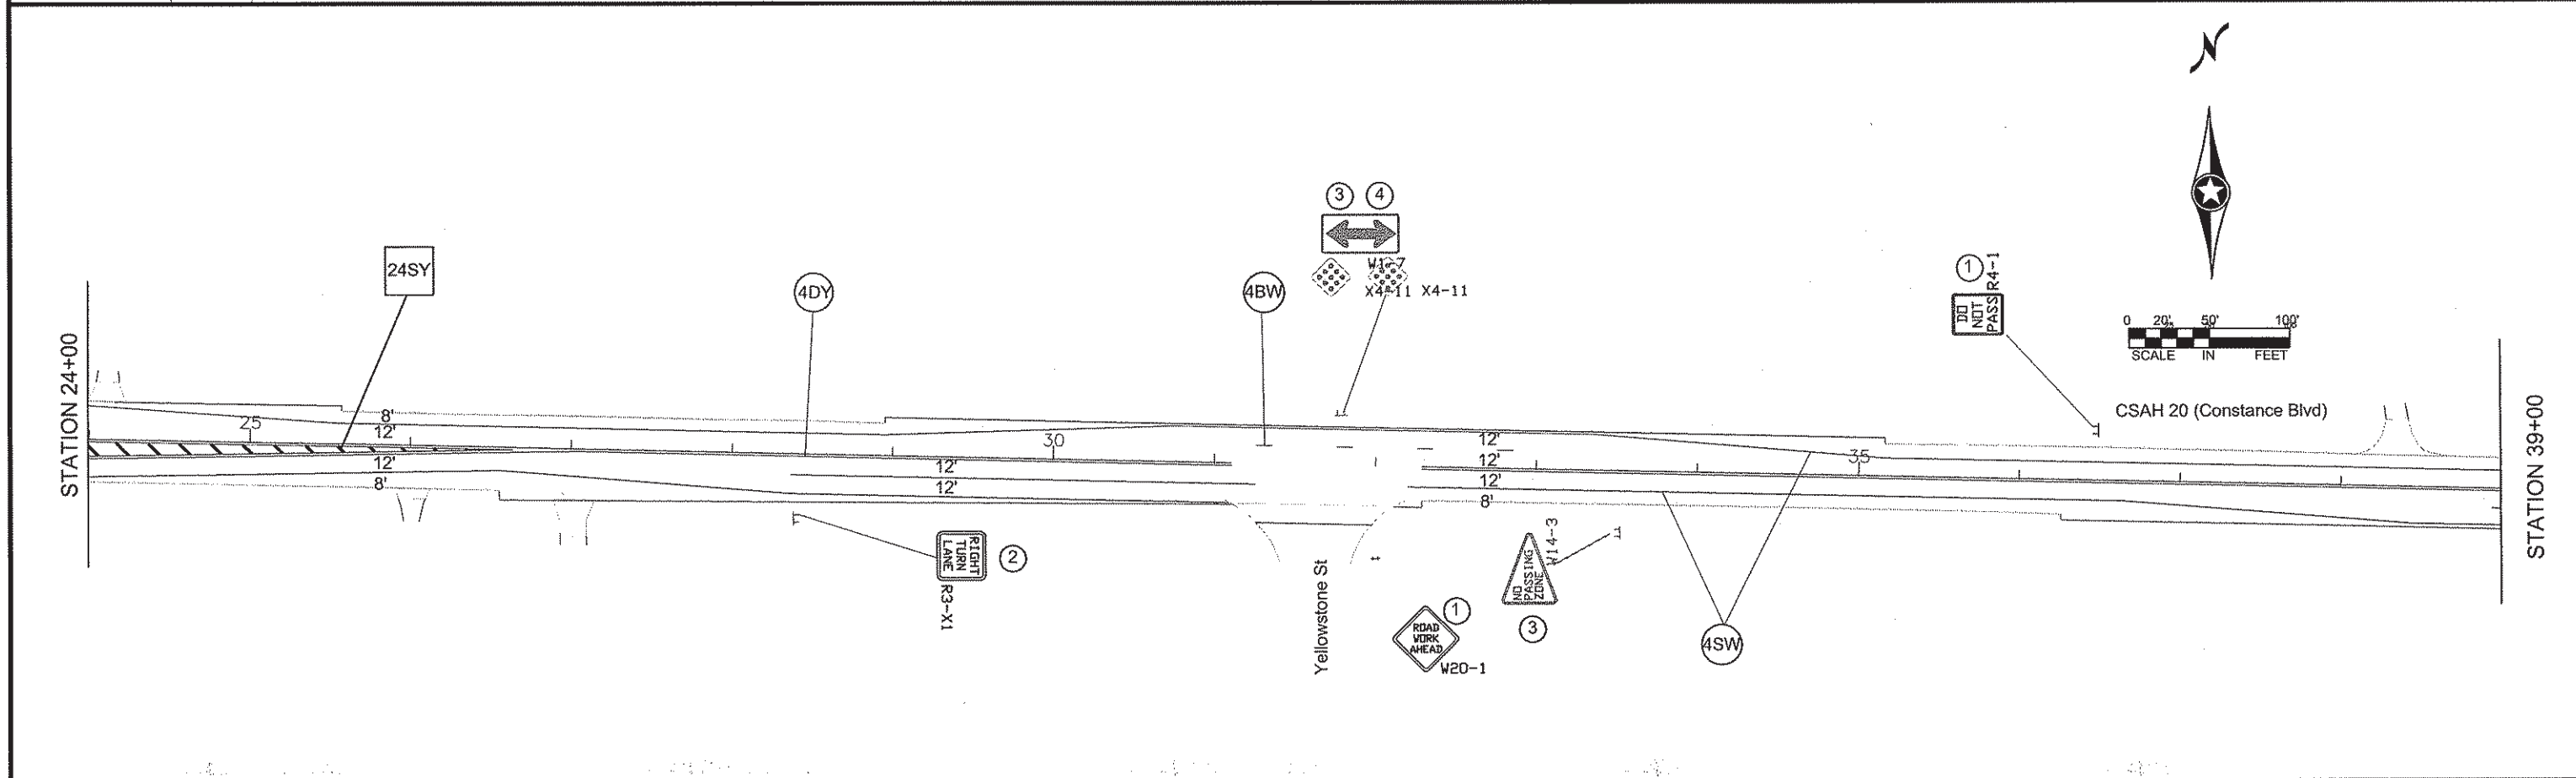 N
3 4
W1-7
X4-11 X4-11
24SY
4DY
4BW
1
R4-1
DO
NOT
PASS
0 20' 50' 100'
SCALE IN FEET
STATION 24+00
CSAH 20 (Constance Blvd)
STATION 39+00
8'
25
12'
30
12'
12'
12'
35
12'
12'
12'
8'
12'
8'
RIGHT
TURN
LANE
2
R3-X1
Yellowstone St
NO
PASSING
ZONE
W14-3
3
1
ROAD
WORK
AHEAD
W20-1
4SW